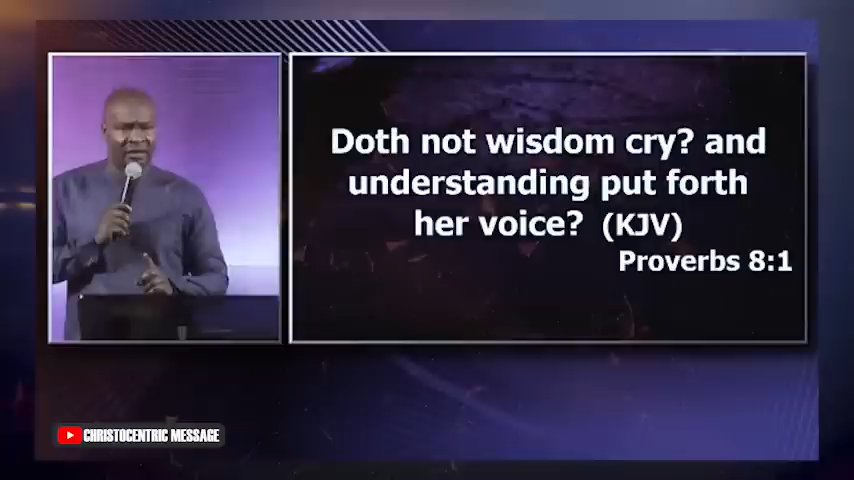 Doth not wisdom cry? and
understanding put forth
her voice? (KJV)
Proverbs 8:1
CHRISTOCENTRIC MESSAGE